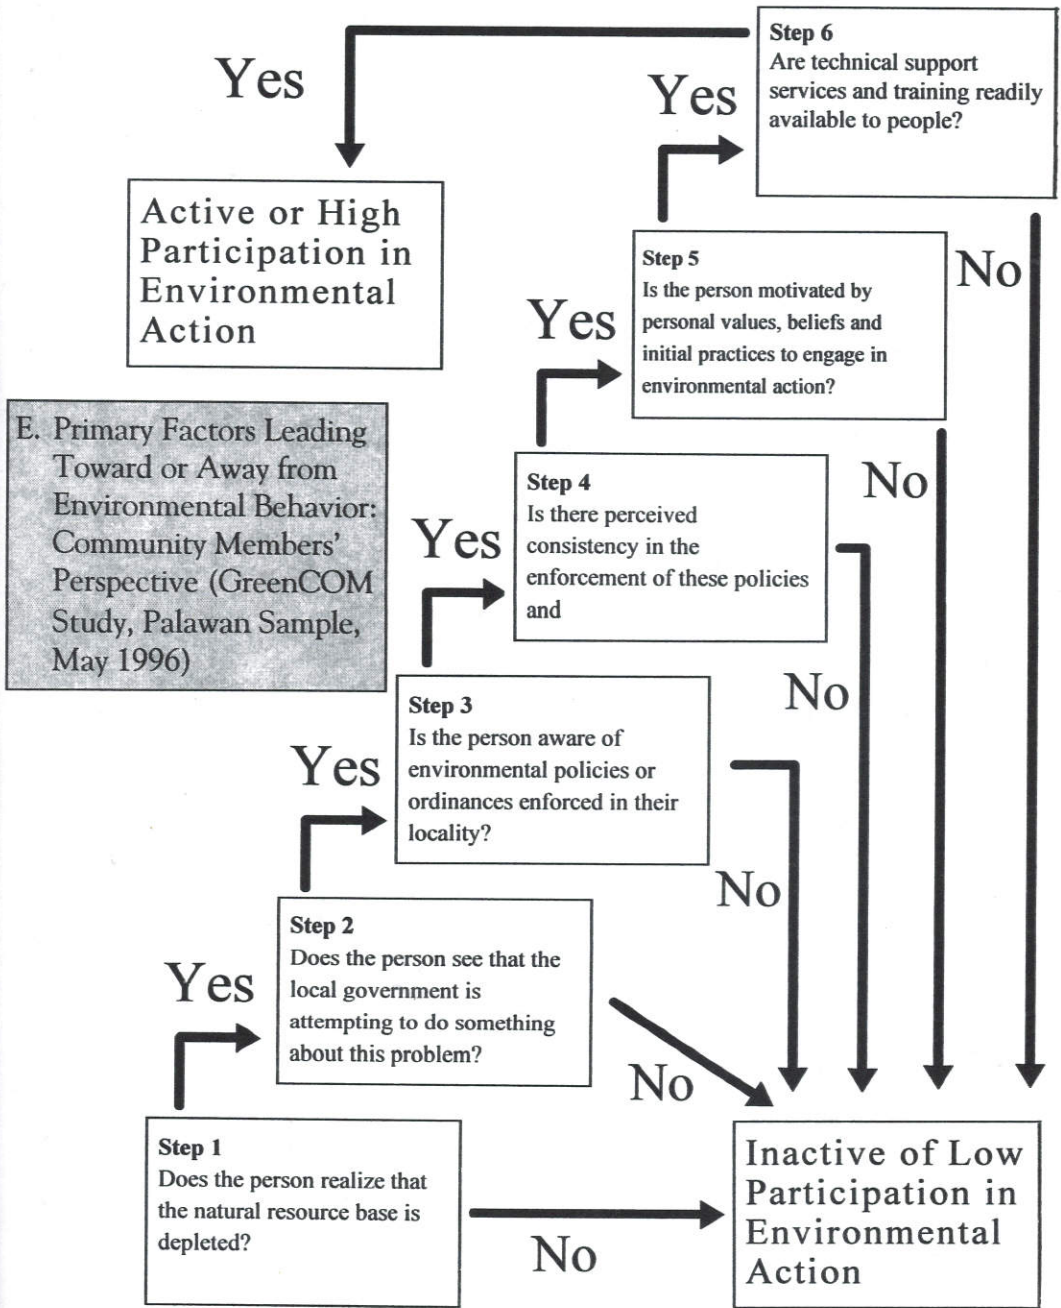 Step 6
Are technical support
services and training readily
available to people?
Yes
Yes
Active or High
Participation in
Environmental
Action
Step 5
Is the person motivated by
personal values, beliefs and
initial practices to engage in
environmental action?
No
Yes
E. Primary Factors Leading
Toward or Away from
Environmental Behavior:
Community Members'
Perspective (GreenCOM
Study, Palawan Sample,
May 1996)
Step 4
Is there perceived
consistency in the
enforcement of these policies
and
No
Yes
Step 3
Is the person aware of
environmental policies or
ordinances enforced in their
locality?
No
Yes
Step 2
Does the person see that the
local government is
attempting to do something
about this problem?
No
Yes
No
Step 1
Does the person realize that
the natural resource base is
depleted?
No
Inactive of Low
Participation in
Environmental
Action